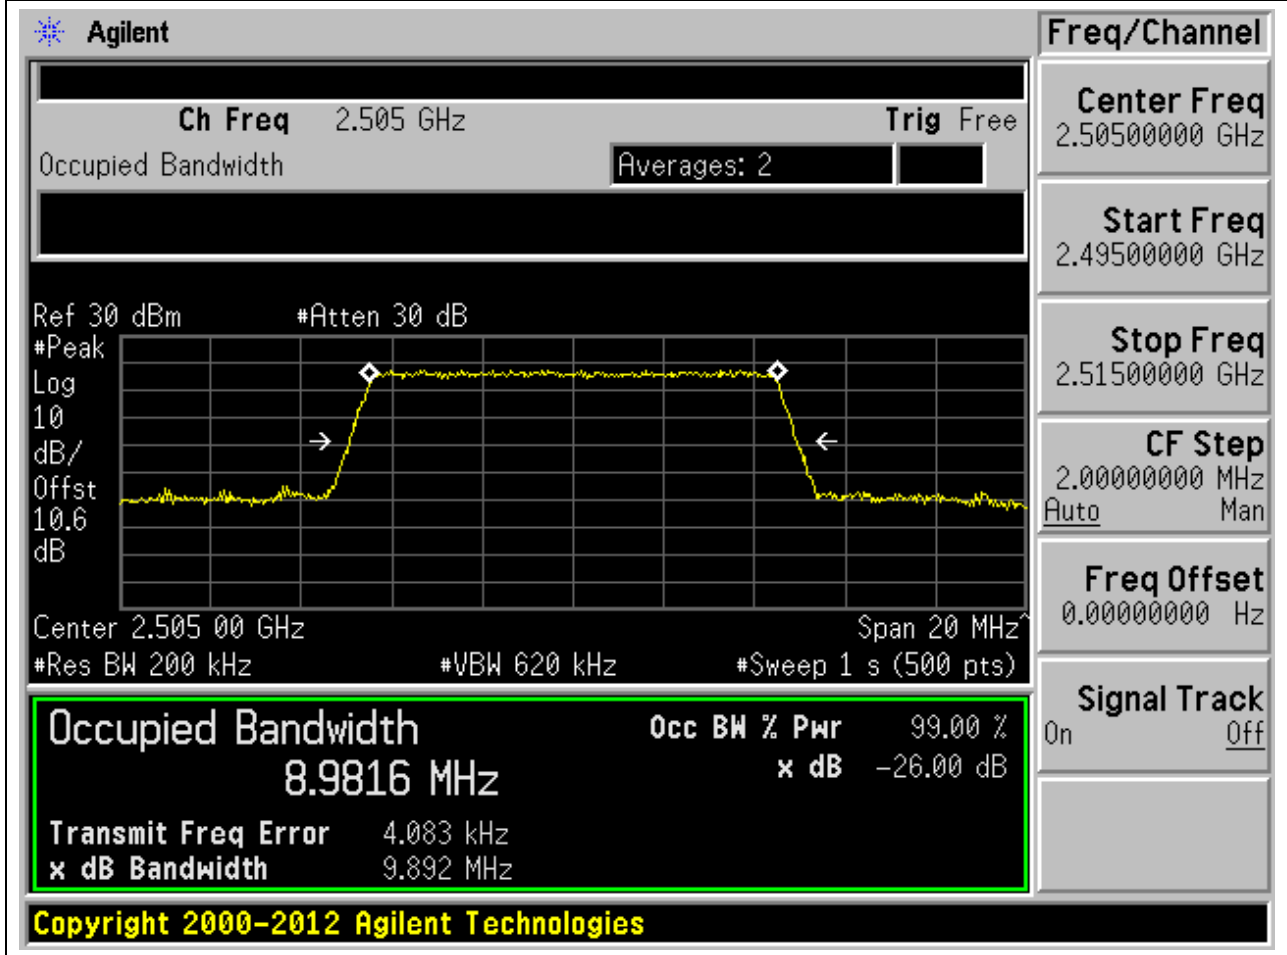 Agilent
Freq/Channel
Ch Freq 2.505 GHz Trig Free
Occupied Bandwidth Averages: 2
Center Freq
2.50500000 GHz
Start Freq
2.49500000 GHz
Stop Freq
2.51500000 GHz
CF Step
2.00000000 MHz
Auto Man
Freq Offset
0.00000000 Hz
Signal Track
On Off
Ref 30 dBm #Atten 30 dB
#Peak
Log
10
dB/
Offst
10.6
dB
Center 2.505 00 GHz Span 20 MHz^
#Res BW 200 kHz #VBW 620 kHz #Sweep 1 s (500 pts)
Occupied Bandwidth Occ BW % Pwr 99.00 %
8.9816 MHz x dB -26.00 dB
Transmit Freq Error 4.083 kHz
x dB Bandwidth 9.892 MHz
Copyright 2000-2012 Agilent Technologies